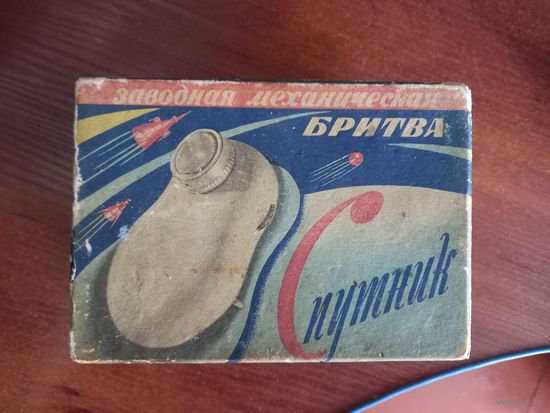 заводная механическая
БРИТВА
Спутник